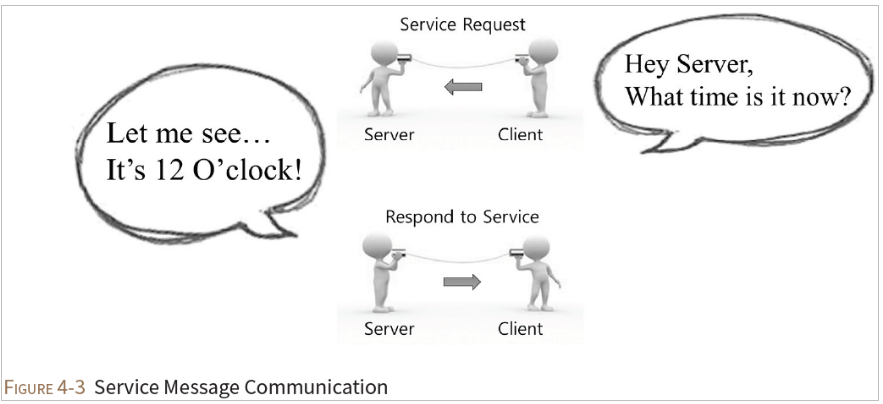 Service Request
Hey Server,
What time is it now?
Server Client
Let me see…
It’s 12 O’clock!
Respond to Service
Server Client
FIGURE 4-3 Service Message Communication